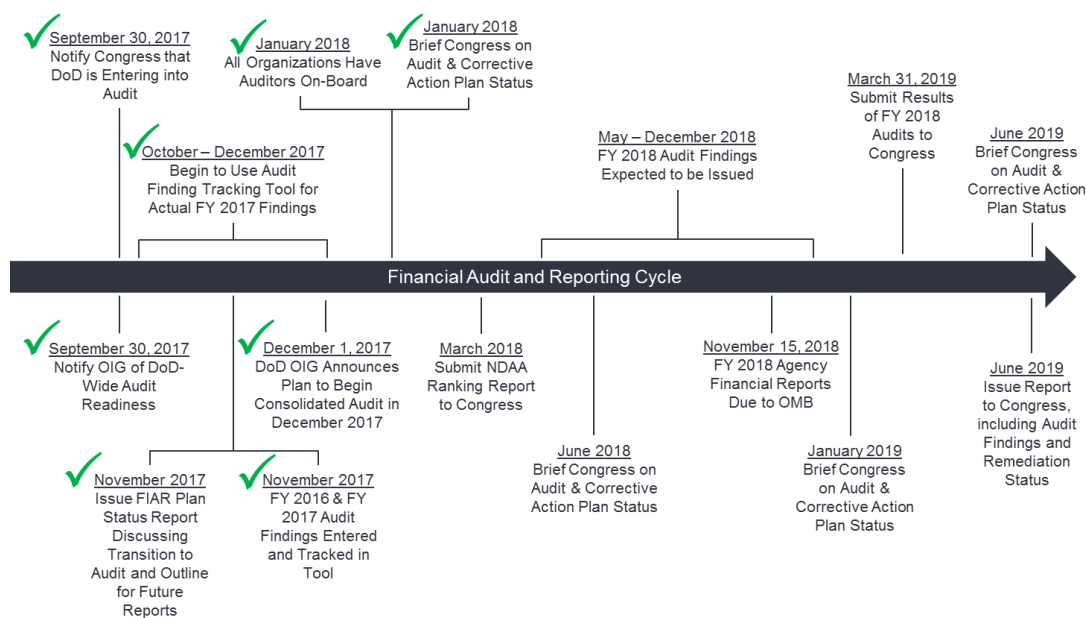 September 30, 2017
Notify Congress that
DoD is Entering into
Audit
January 2018
All Organizations Have
Auditors On-Board
January 2018
Brief Congress on
Audit & Corrective
Action Plan Status
October – December 2017
Begin to Use Audit
Finding Tracking Tool for
Actual FY 2017 Findings
May – December 2018
FY 2018 Audit Findings
Expected to be Issued
March 31, 2019
Submit Results
of FY 2018
Audits to
Congress
June 2019
Brief Congress
on Audit &
Corrective Action
Plan Status
Financial Audit and Reporting Cycle
September 30, 2017
Notify OIG of DoD-
Wide Audit
Readiness
December 1, 2017
DoD OIG Announces
Plan to Begin
Consolidated Audit in
December 2017
March 2018
Submit NDAA
Ranking Report
to Congress
November 15, 2018
FY 2018 Agency
Financial Reports
Due to OMB
June 2019
Issue Report
to Congress,
including Audit
Findings and
Remediation
Status
November 2017
Issue FIAR Plan
Status Report
Discussing
Transition to
Audit and Outline
for Future
Reports
November 2017
FY 2016 & FY
2017 Audit
Findings Entered
and Tracked in
Tool
June 2018
Brief Congress on
Audit & Corrective
Action Plan Status
January 2019
Brief Congress
on Audit &
Corrective Action
Plan Status